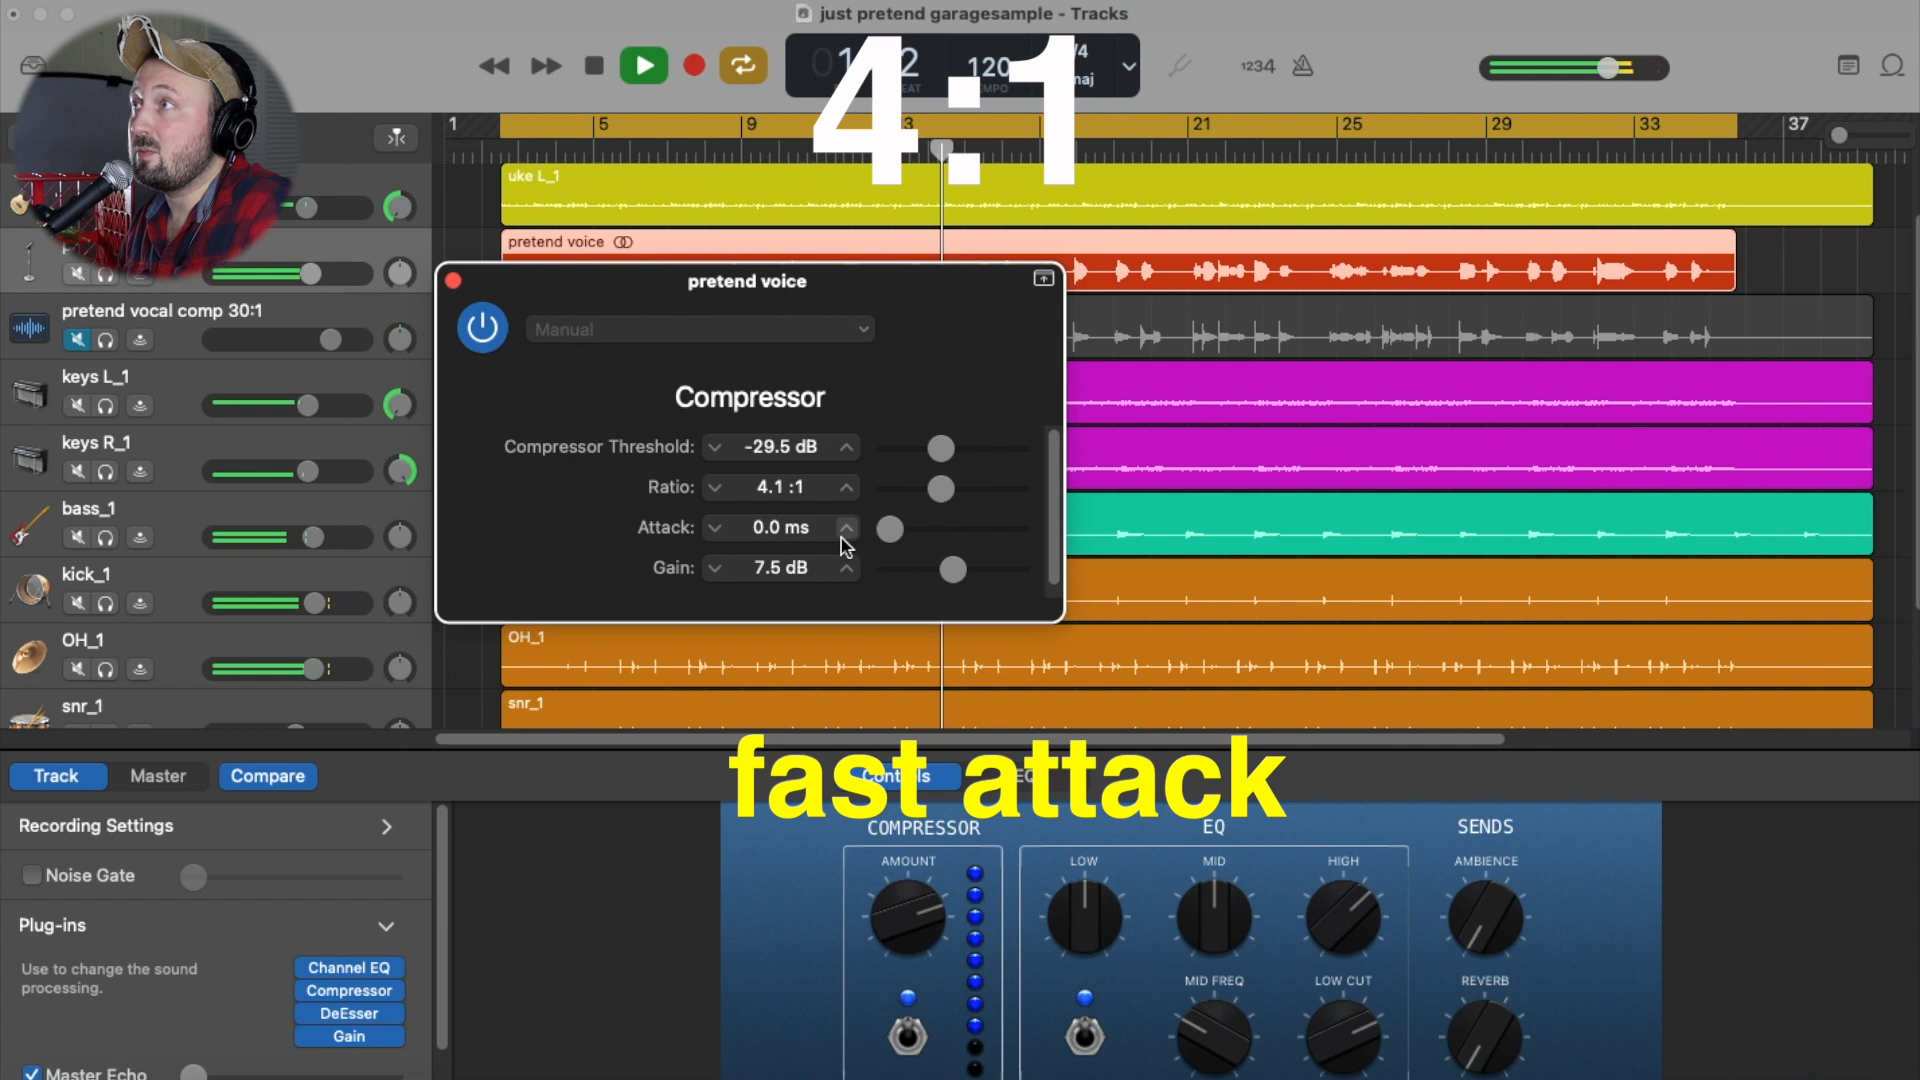 just pretend garagesample - Tracks
4:1
120
TEMPO
/4
maj
1234
1
5
9
21
25
29
33
37
uke L_1
pretend voice
pretend voice
Manual
Compressor
Compressor Threshold: -29.5 dB
Ratio: 4.1 :1
Attack: 0.0 ms
Gain: 7.5 dB
pretend vocal comp 30:1
keys L_1
keys R_1
bass_1
kick_1
OH_1
snr_1
OH_1
snr_1
fast attack
Track Master Compare
Recording Settings
Noise Gate
Plug-ins
Use to change the sound
processing.
Channel EQ
Compressor
DeEsser
Gain
Master Echo
COMPRESSOR EQ SENDS
AMOUNT LOW MID HIGH AMBIENCE
MID FREQ LOW CUT REVERB